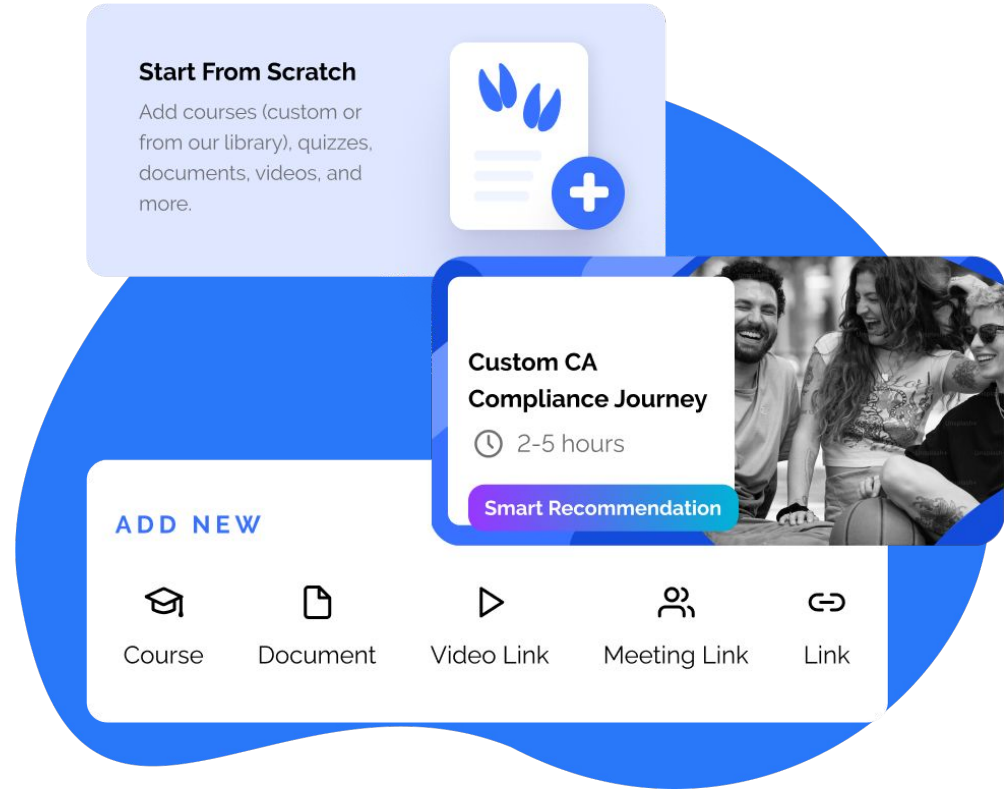 Start From Scratch
Add courses (custom or
from our library), quizzes,
documents, videos, and
more.
Custom CA
Compliance Journey
2-5 hours
Smart Recommendation
ADD NEW
Course
Document
Video Link
Meeting Link
Link